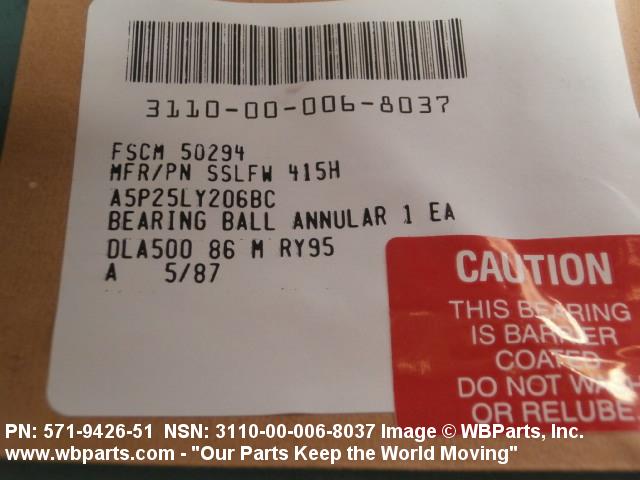 3110-00-006-8037
FSCM 50294
MFR/PN SSLFW 415H
A5P25LY206BC
BEARING BALL ANNULAR 1 EA
DLA500 86 M RY95
A 5/87
CAUTION
THIS BEARING
IS BARRIER
COATED
DO NOT WASH
OR RELUBE
PN: 571-9426-51 NSN: 3110-00-006-8037 Image © WBParts, Inc.
www.wbparts.com - "Our Parts Keep the World Moving"